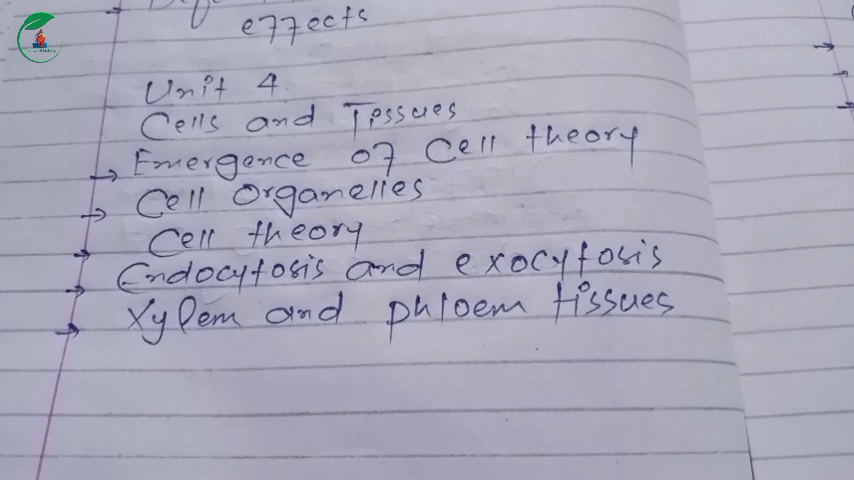 effects
Unit 4
Cells and Tissues
→ Emergence of Cell theory
→ Cell Organelles
→ Cell theory
→ Endocytosis and exocytosis
→ Xylem and phloem tissues